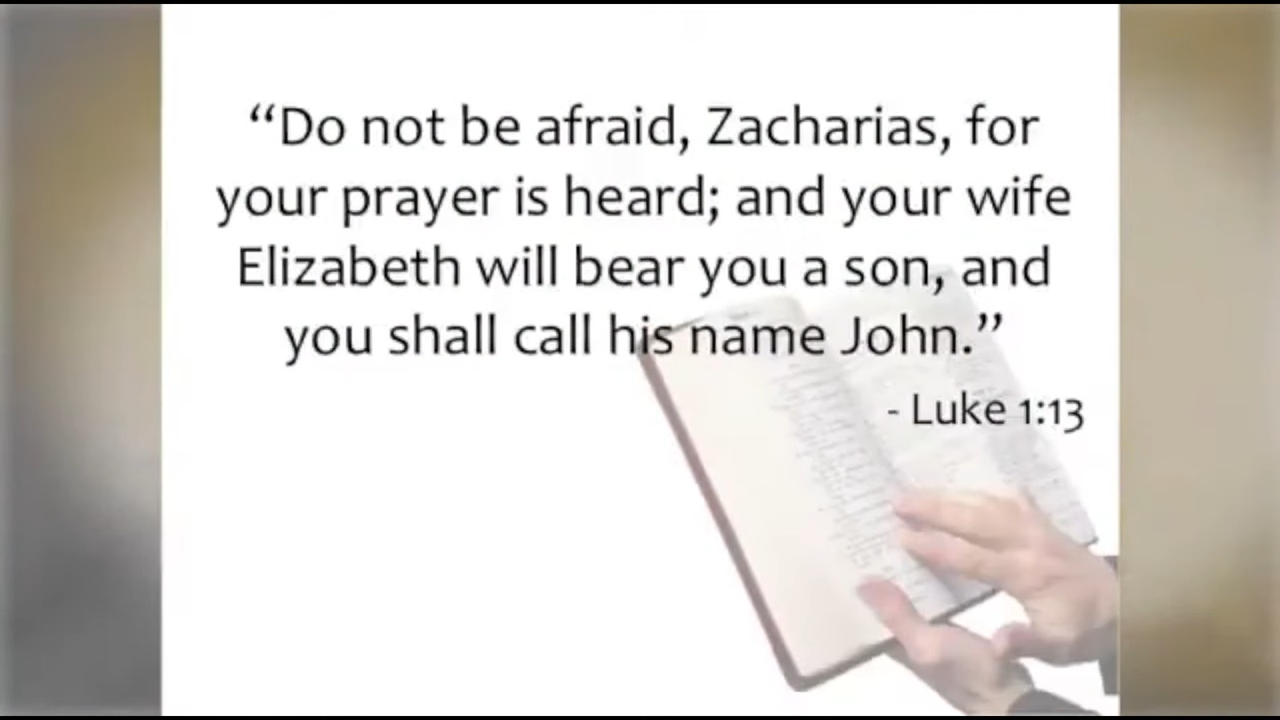 “Do not be afraid, Zacharias, for
your prayer is heard; and your wife
Elizabeth will bear you a son, and
you shall call his name John.”
- Luke 1:13